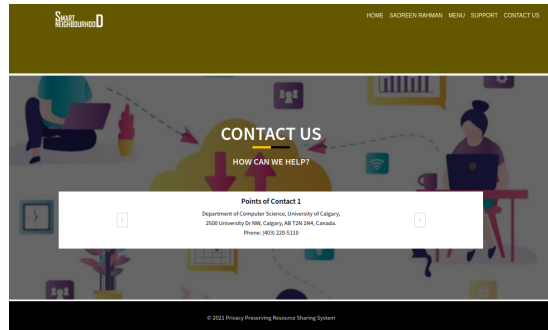 SMART
NEIGHBOURHOOD
HOME SAOREEN RAHMAN MENU SUPPORT CONTACT US
CONTACT US
HOW CAN WE HELP?
Points of Contact 1
Department of Computer Science, University of Calgary,
2500 University Dr NW, Calgary, AB T2N 1N4, Canada.
Phone: (403) 220-5110
© 2021 Privacy Preserving Resource Sharing System